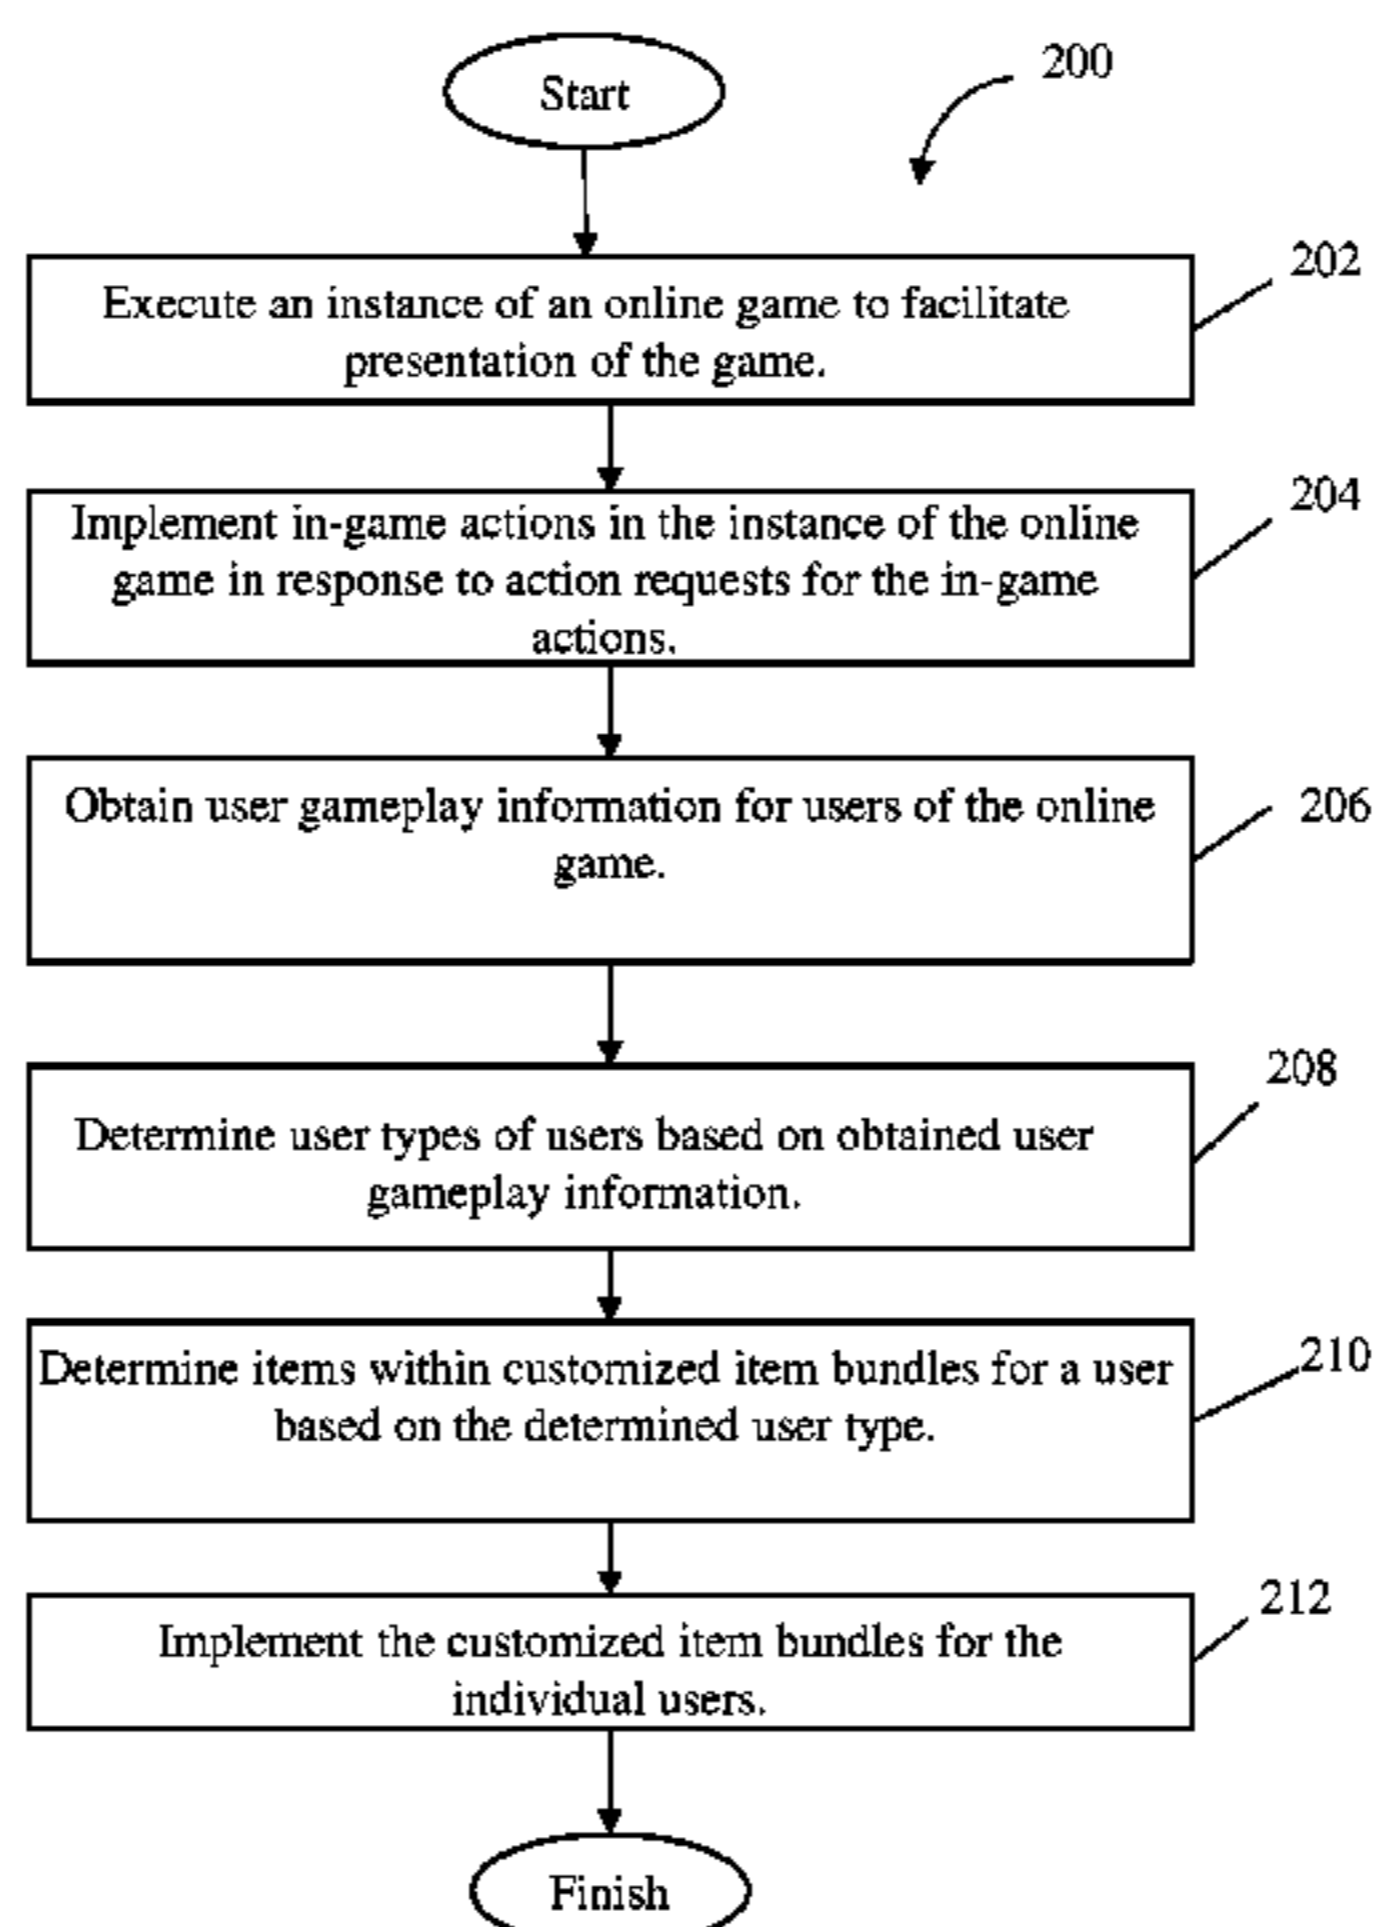 Start
200
202
Execute an instance of an online game to facilitate
presentation of the game.
204
Implement in-game actions in the instance of the online
game in response to action requests for the in-game
actions.
206
Obtain user gameplay information for users of the online
game.
208
Determine user types of users based on obtained user
gameplay information.
210
Determine items within customized item bundles for a user
based on the determined user type.
212
Implement the customized item bundles for the
individual users.
Finish